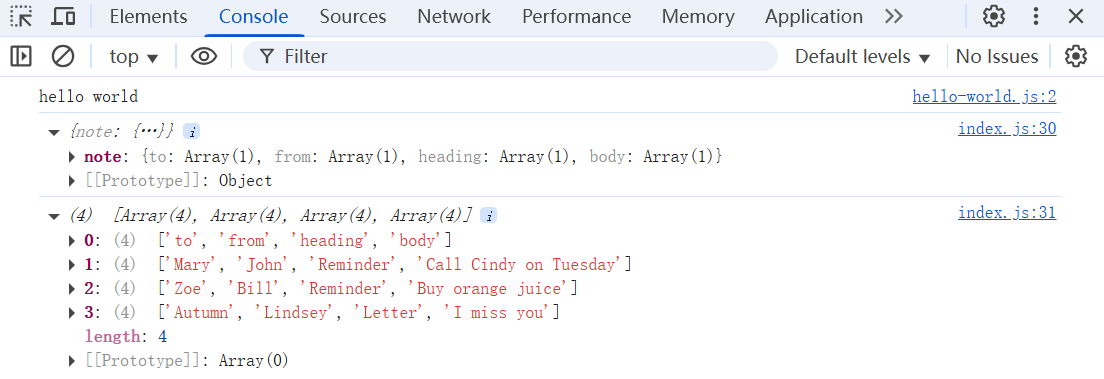 Elements Console Sources Network Performance Memory Application
top Filter Default levels No Issues
hello world hello-world.js:2
{note: {…}} i index.js:30
note: {to: Array(1), from: Array(1), heading: Array(1), body: Array(1)}
[[Prototype]]: Object
(4) [Array(4), Array(4), Array(4), Array(4)] i index.js:31
0: (4) ['to', 'from', 'heading', 'body']
1: (4) ['Mary', 'John', 'Reminder', 'Call Cindy on Tuesday']
2: (4) ['Zoe', 'Bill', 'Reminder', 'Buy orange juice']
3: (4) ['Autumn', 'Lindsey', 'Letter', 'I miss you']
length: 4
[[Prototype]]: Array(0)